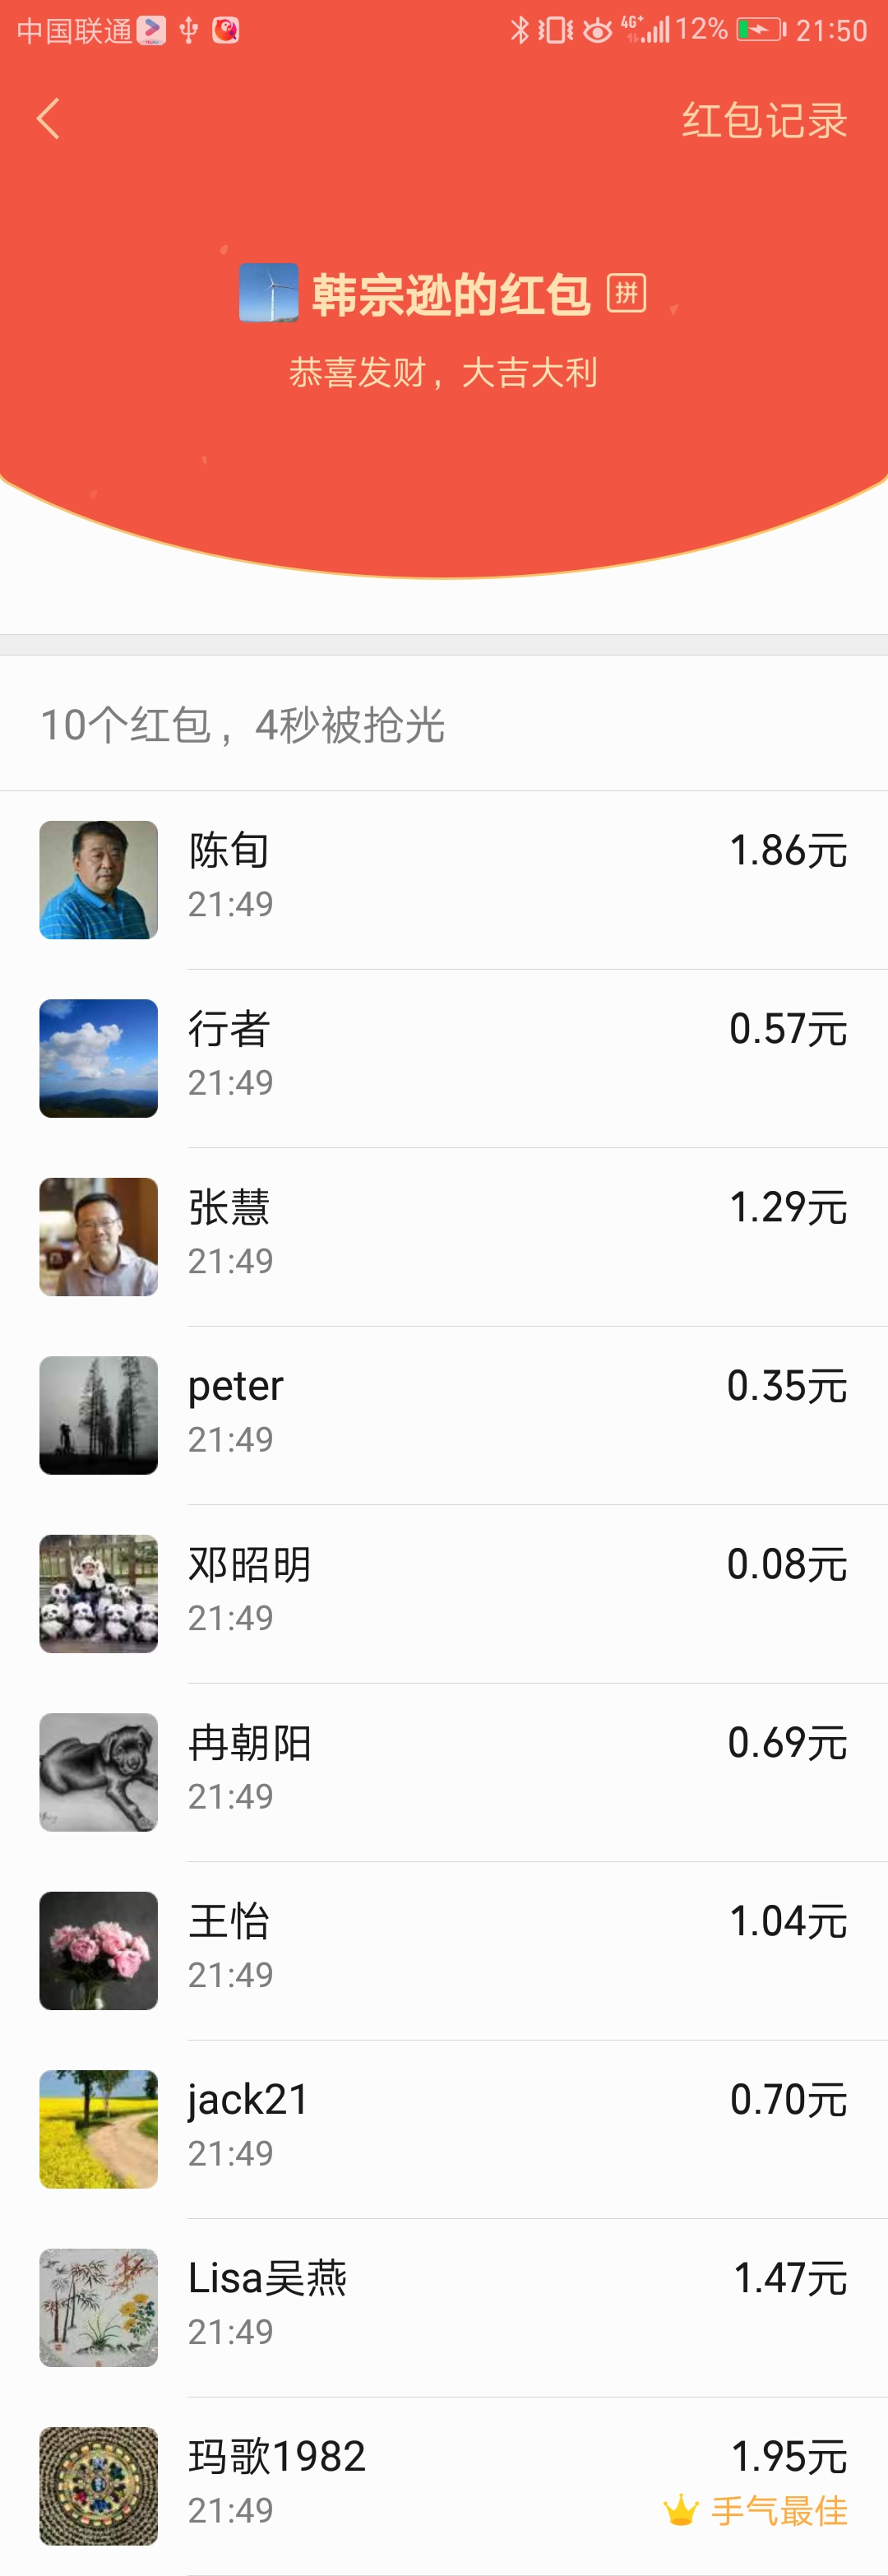 中国联通 4G+ 12% 21:50
红包记录
韩宗逊的红包 拼
恭喜发财，大吉大利
10个红包，4秒被抢光
陈旬 1.86元
21:49
行者 0.57元
21:49
张慧 1.29元
21:49
peter 0.35元
21:49
邓昭明 0.08元
21:49
冉朝阳 0.69元
21:49
王怡 1.04元
21:49
jack21 0.70元
21:49
Lisa吴燕 1.47元
21:49
玛歌1982 1.95元
21:49 手气最佳